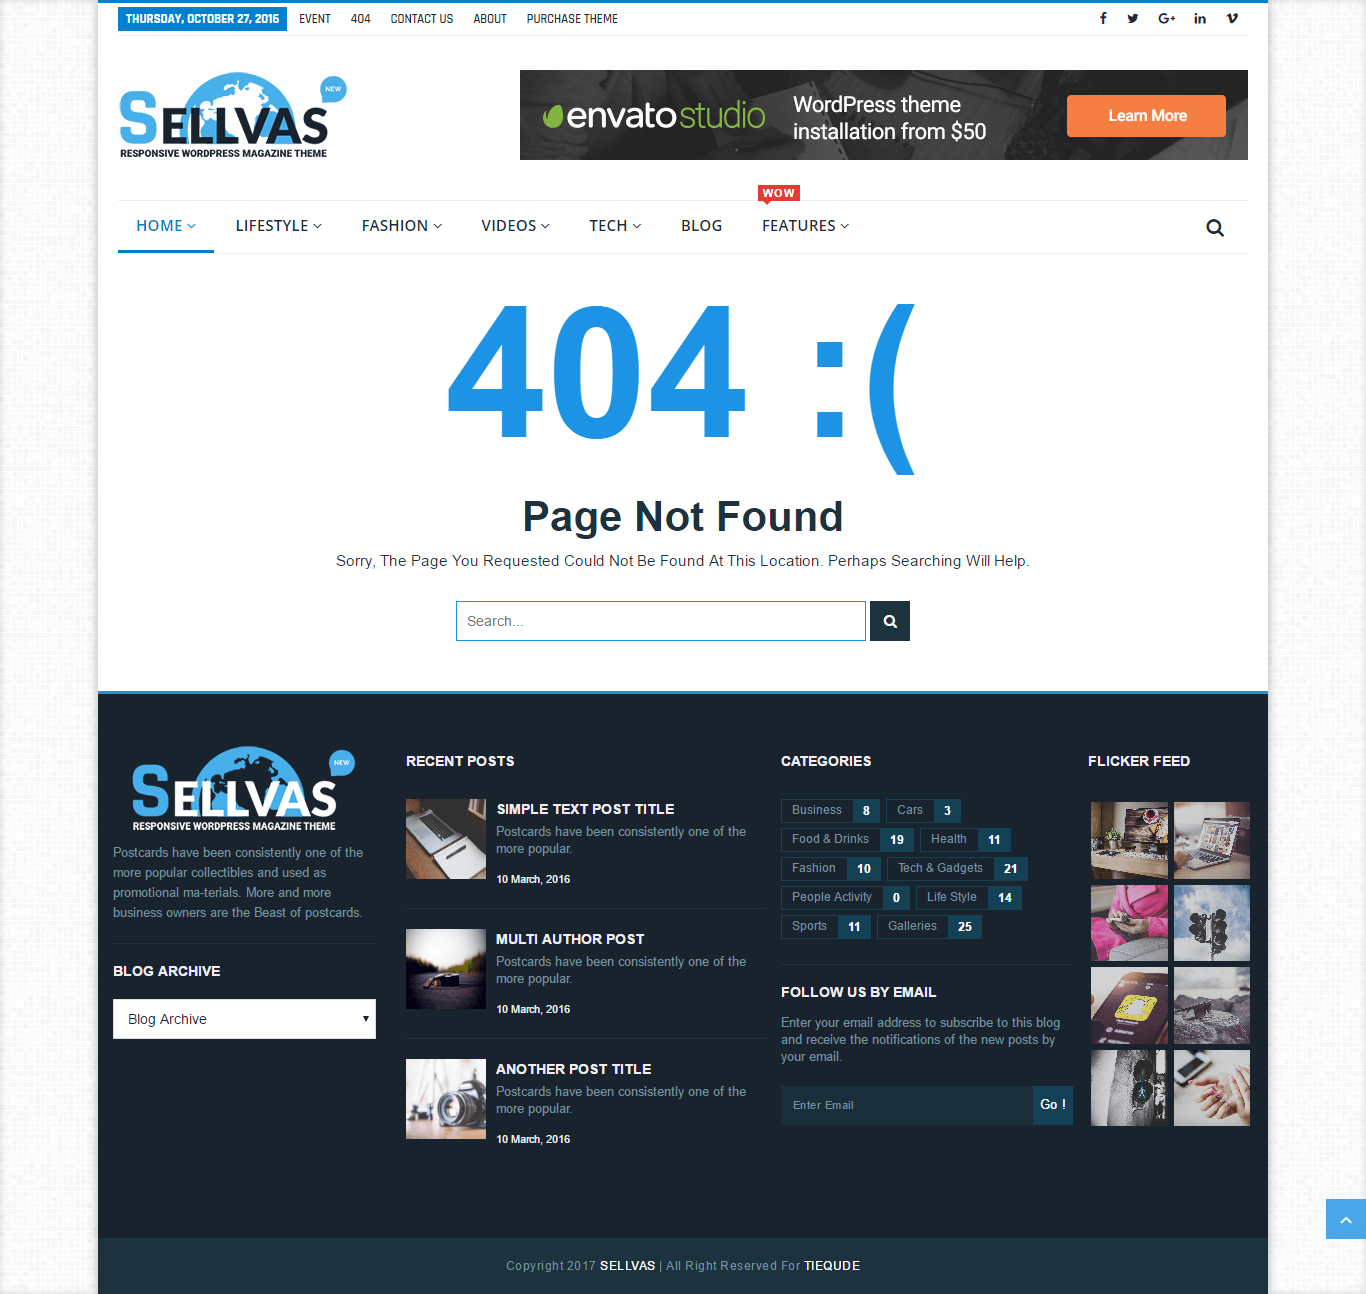 THURSDAY, OCTOBER 27, 2016 EVENT 404 CONTACT US ABOUT PURCHASE THEME
SELLVAS NEW
RESPONSIVE WORDPRESS MAGAZINE THEME
envatostudio
WordPress theme
installation from $50
Learn More
WOW
HOME LIFESTYLE FASHION VIDEOS TECH BLOG FEATURES
404 :(
Page Not Found
Sorry, The Page You Requested Could Not Be Found At This Location. Perhaps Searching Will Help.
Search...
SELLVAS NEW
RESPONSIVE WORDPRESS MAGAZINE THEME
Postcards have been consistently one of the
more popular collectibles and used as
promotional ma-terials. More and more
business owners are the Beast of postcards.
BLOG ARCHIVE
Blog Archive
RECENT POSTS
SIMPLE TEXT POST TITLE
Postcards have been consistently one of the
more popular.
10 March, 2016
MULTI AUTHOR POST
Postcards have been consistently one of the
more popular.
10 March, 2016
ANOTHER POST TITLE
Postcards have been consistently one of the
more popular.
10 March, 2016
CATEGORIES
Business 8 Cars 3
Food & Drinks 19 Health 11
Fashion 10 Tech & Gadgets 21
People Activity 0 Life Style 14
Sports 11 Galleries 25
FOLLOW US BY EMAIL
Enter your email address to subscribe to this blog
and receive the notifications of the new posts by
your email.
Enter Email Go !
FLICKER FEED
Copyright 2017 SELLVAS | All Right Reserved For TIEQUDE